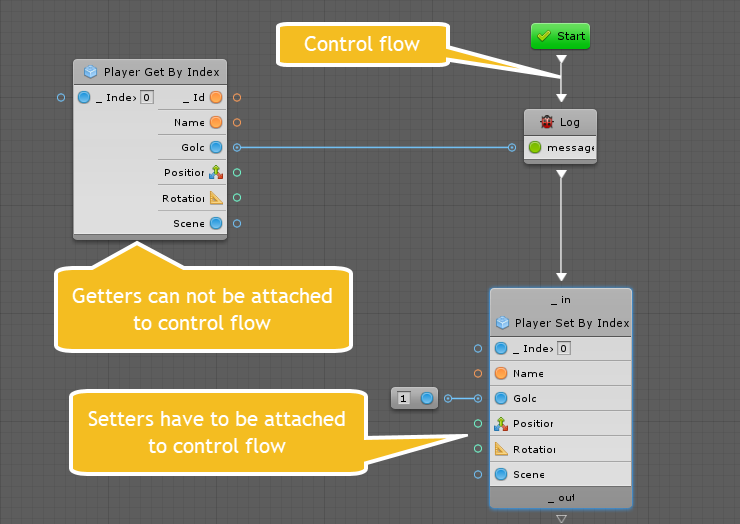 Control flow
Start
Player Get By Index
_ Inde› 0 _ Id
Name
Golc
Position
Rotation
Scene
Log
message
Getters can not be attached
to control flow
_ in
Player Set By Index
_ Inde› 0
Name
1 Golc
Position
Rotation
Scene
_ out
Setters have to be attached
to control flow